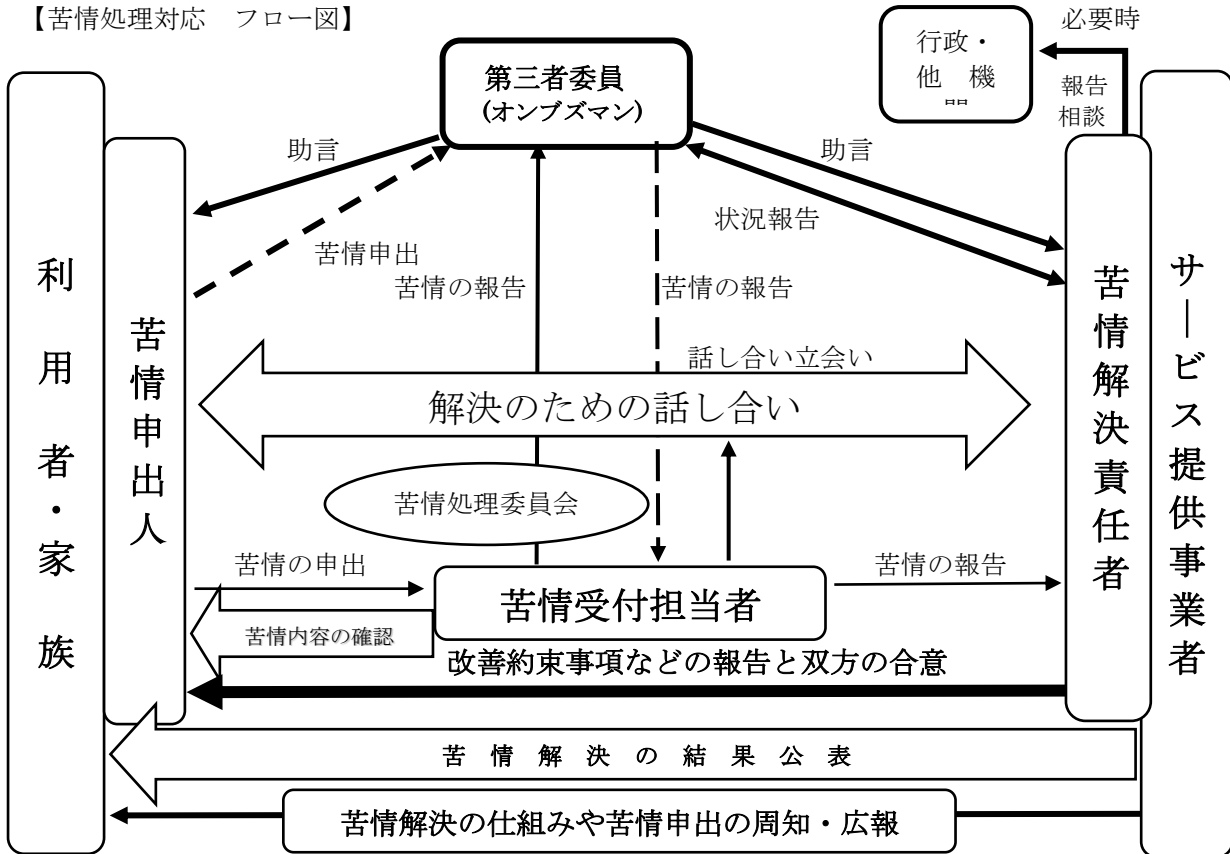 【苦情処理対応　フロー図】
必要時
行政・
他　機
第三者委員
(オンブズマン)
報告
相談
助言
助言
状況報告
苦情申出
苦情の報告
苦情の報告
利用者・家族
苦情申出人
苦情解決責任者
サービス提供事業者
話し合い立会い
解決のための話し合い
苦情処理委員会
苦情の申出
苦情の報告
苦情受付担当者
苦情内容の確認
改善約束事項などの報告と双方の合意
苦情解決の結果公表
苦情解決の仕組みや苦情申出の周知・広報